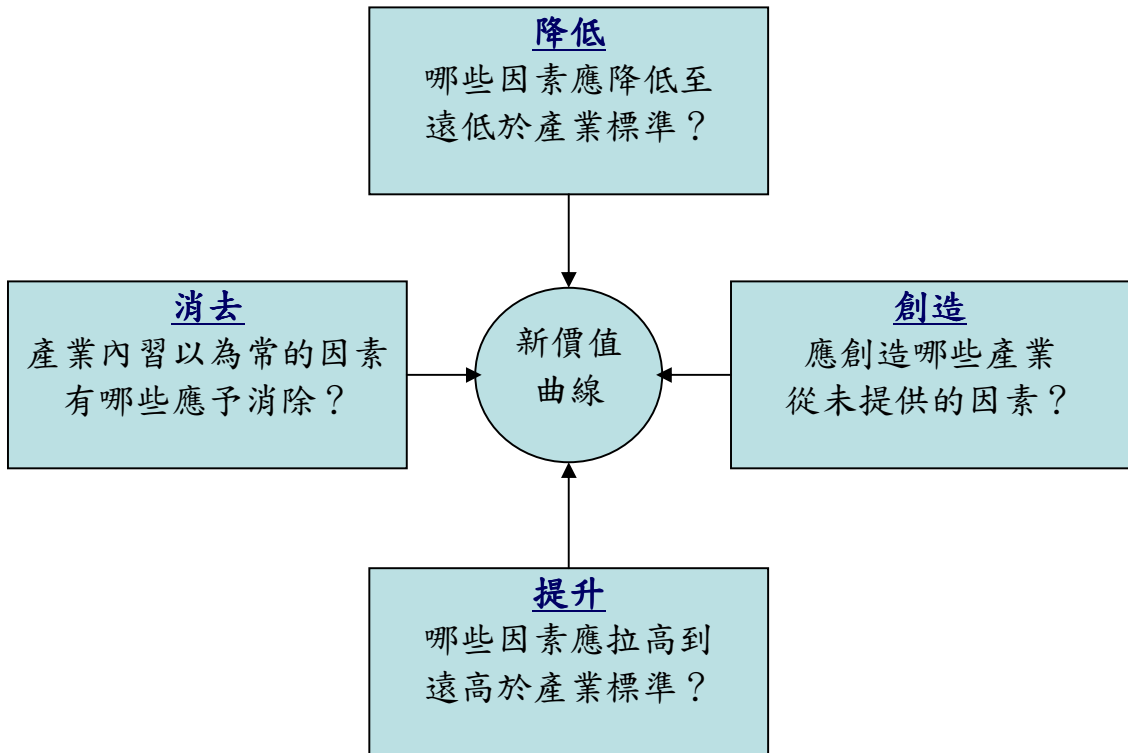 降低
哪些因素應降低至
遠低於產業標準？
消去
產業內習以為常的因素
有哪些應予消除？
新價值
曲線
創造
應創造哪些產業
從未提供的因素？
提升
哪些因素應拉高到
遠高於產業標準？